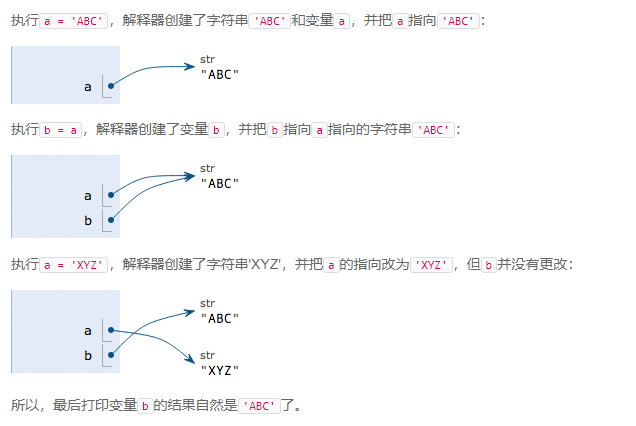 执行a = 'ABC'，解释器创建了字符串'ABC'和变量a，并把a指向'ABC'：
str
"ABC"
a
执行b = a，解释器创建了变量b，并把b指向a指向的字符串'ABC'：
str
"ABC"
a
b
执行a = 'XYZ'，解释器创建了字符串'XYZ'，并把a的指向改为'XYZ'，但b并没有更改：
str
"ABC"
a
b
str
"XYZ"
所以，最后打印变量b的结果自然是'ABC'了。